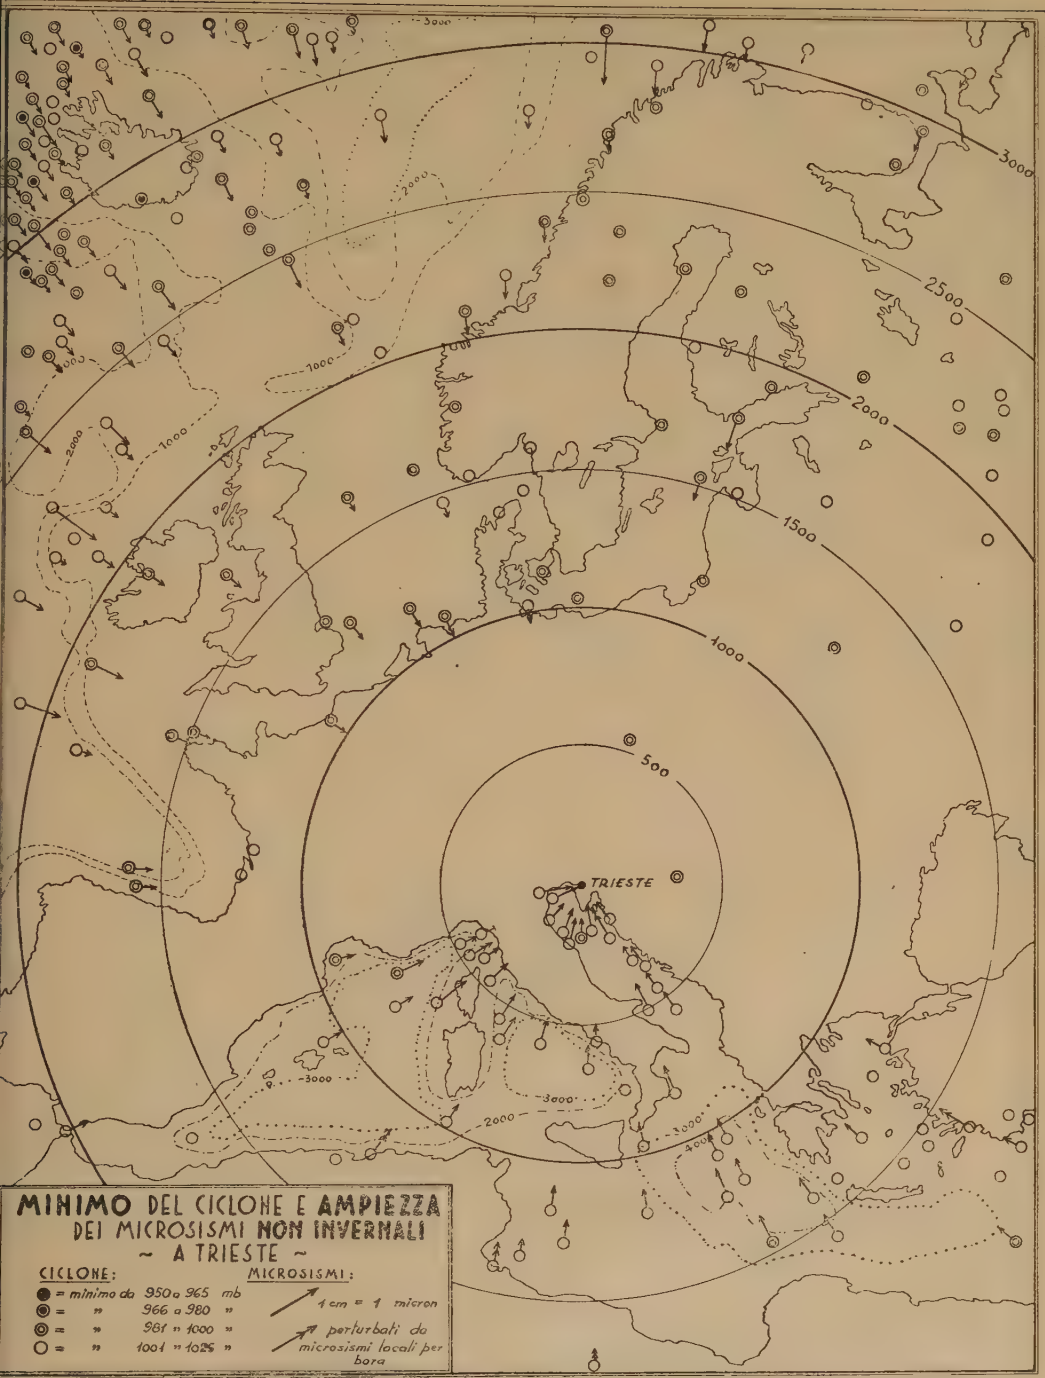 3000
3000
2000
2500
1000
1000
2000
1000
2000
1500
1000
500
TRIESTE
3000
3000
2000
3000
MINIMO DEL CICLONE E AMPIEZZA
DEI MICROSISMI NON INVERNALI
~ A TRIESTE ~
CICLONE:
MICROSISMI:
= minimo da 950 a 965 mb
= " 966 a 980 "
= " 981 " 1000 "
= " 1001 " 1025 "
1 cm = 1 micron
perturbati da
microsismi locali per
bora